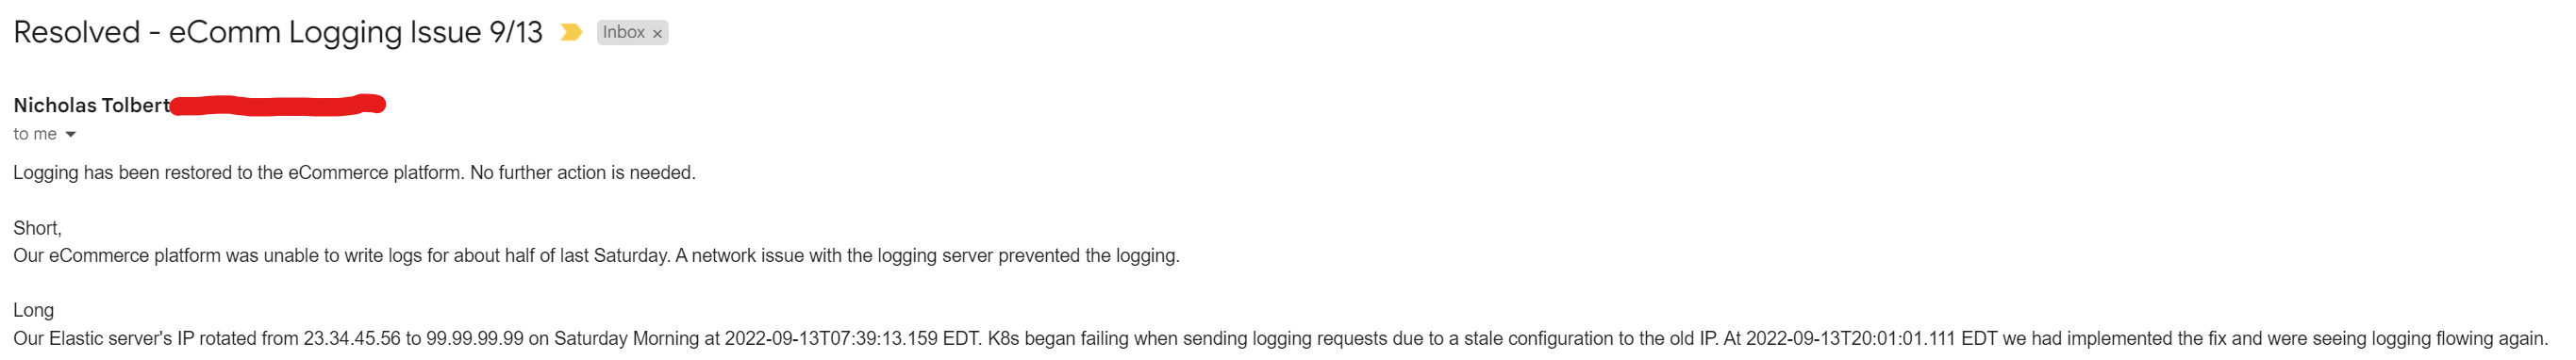 Resolved - eComm Logging Issue 9/13 Inbox ×
Nicholas Tolbert
to me
Logging has been restored to the eCommerce platform. No further action is needed.
Short,
Our eCommerce platform was unable to write logs for about half of last Saturday. A network issue with the logging server prevented the logging.
Long
Our Elastic server's IP rotated from 23.34.45.56 to 99.99.99.99 on Saturday Morning at 2022-09-13T07:39:13.159 EDT. K8s began failing when sending logging requests due to a stale configuration to the old IP. At 2022-09-13T20:01:01.111 EDT we had implemented the fix and were seeing logging flowing again.